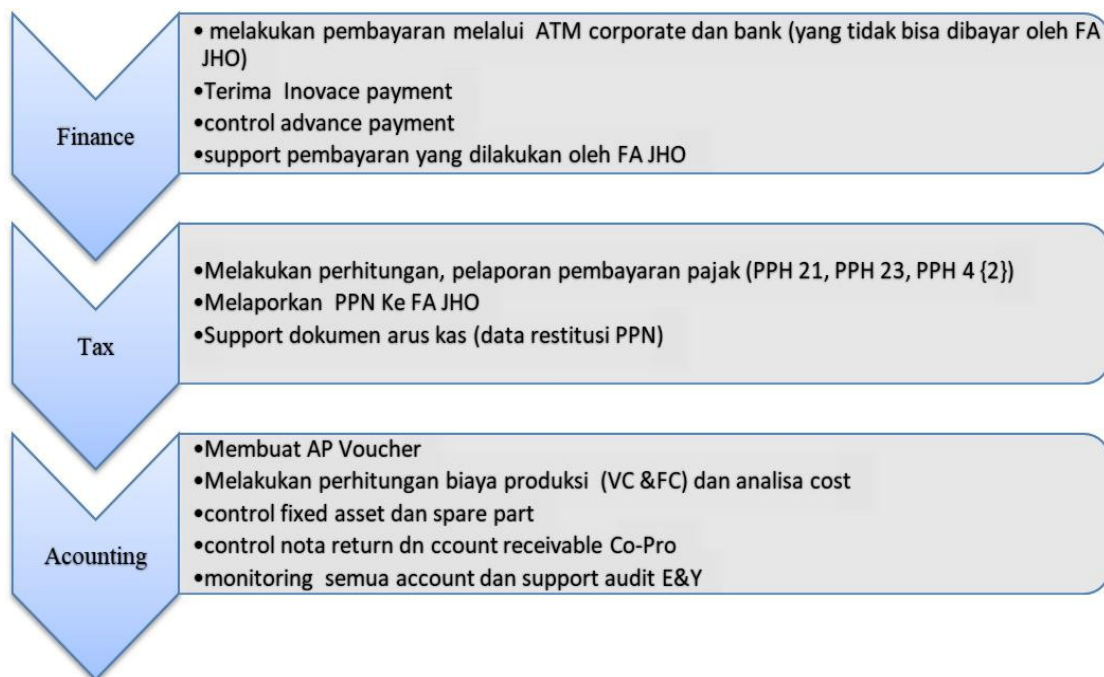 Finance
• melakukan pembayaran melalui ATM corporate dan bank (yang tidak bisa dibayar oleh FA
JHO)
•Terima Inovace payment
•control advance payment
•support pembayaran yang dilakukan oleh FA JHO
Tax
•Melakukan perhitungan, pelaporan pembayaran pajak (PPH 21, PPH 23, PPH 4 {2})
•Melaporkan PPN Ke FA JHO
•Support dokumen arus kas (data restitusi PPN)
Acounting
•Membuat AP Voucher
•Melakukan perhitungan biaya produksi (VC &FC) dan analisa cost
•control fixed asset dan spare part
•control nota return dn ccount receivable Co-Pro
•monitoring semua account dan support audit E&Y